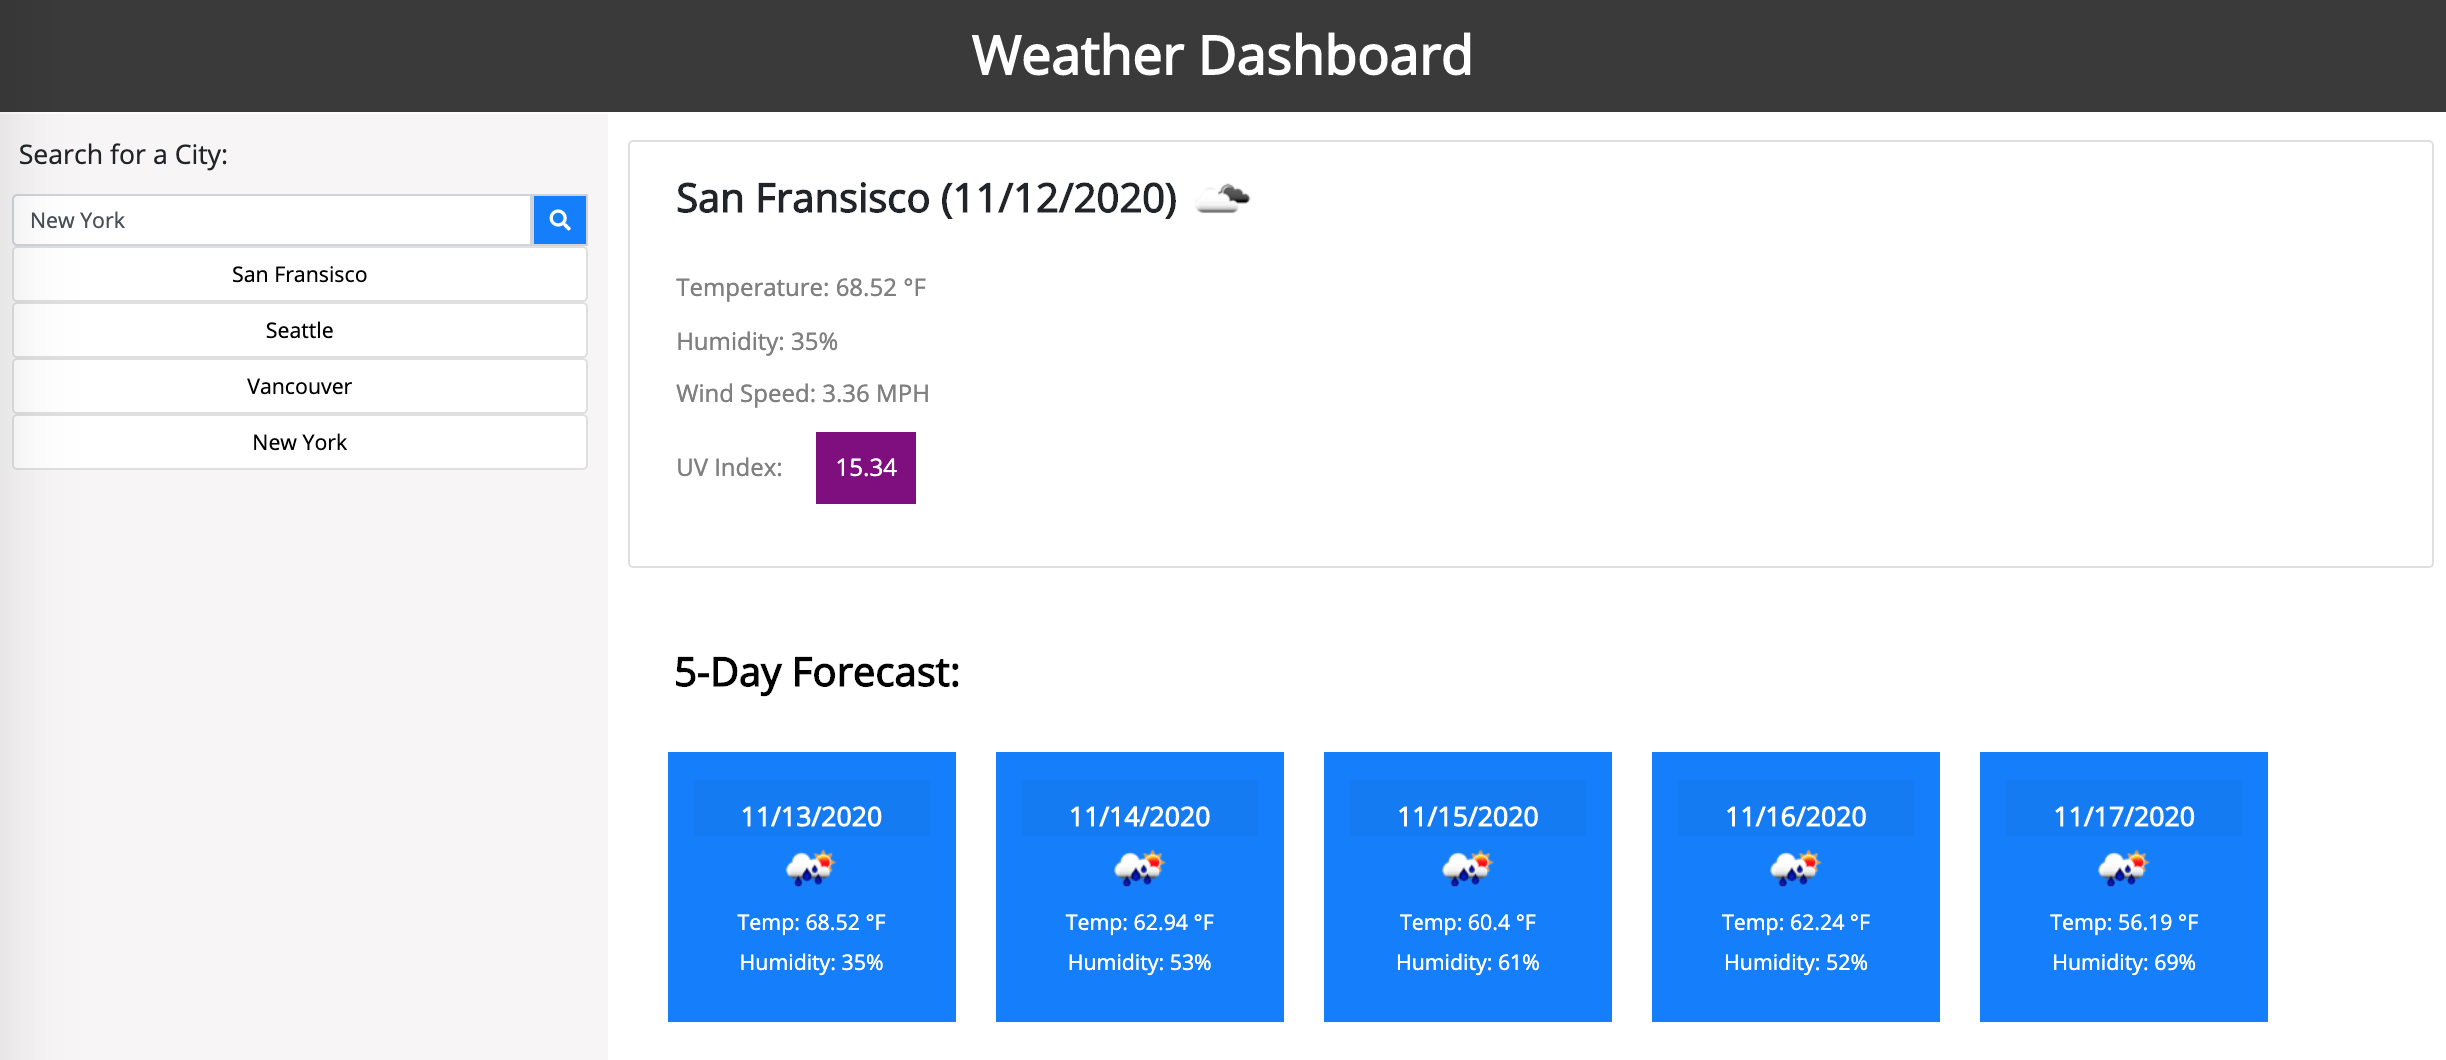 Weather Dashboard
Search for a City:
New York
San Fransisco
Seattle
Vancouver
New York
San Fransisco (11/12/2020)
Temperature: 68.52 °F
Humidity: 35%
Wind Speed: 3.36 MPH
UV Index: 15.34
5-Day Forecast:
11/13/2020
Temp: 68.52 °F
Humidity: 35%
11/14/2020
Temp: 62.94 °F
Humidity: 53%
11/15/2020
Temp: 60.4 °F
Humidity: 61%
11/16/2020
Temp: 62.24 °F
Humidity: 52%
11/17/2020
Temp: 56.19 °F
Humidity: 69%